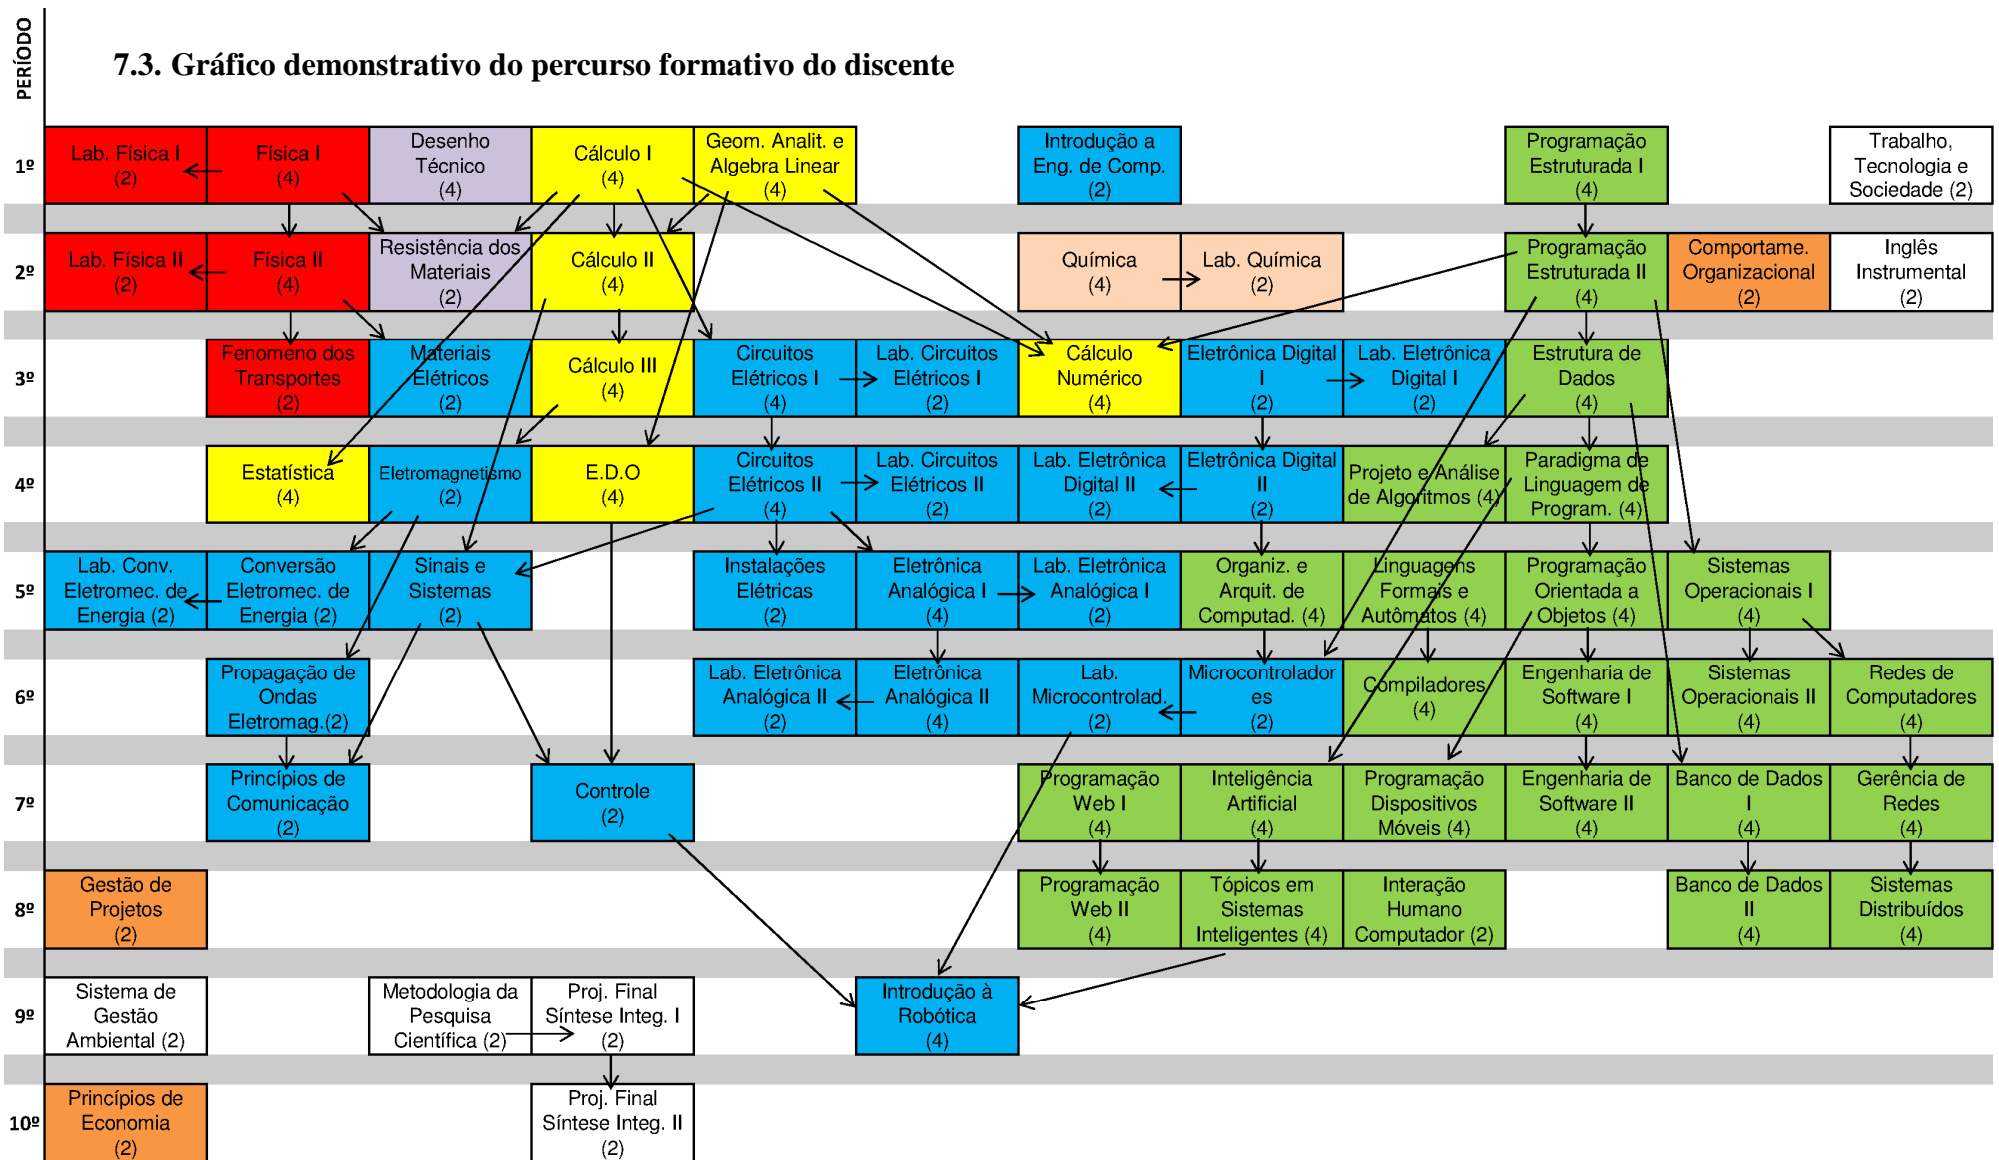 PERÍODO
7.3. Gráfico demonstrativo do percurso formativo do discente
1º
Lab. Física I
(2)
Física I
(4)
Desenho
Técnico
(4)
Cálculo I
(4)
Geom. Analit. e
Algebra Linear
(4)
Introdução a
Eng. de Comp.
(2)
Programação
Estruturada I
(4)
Trabalho,
Tecnologia e
Sociedade (2)
2º
Lab. Física II
(2)
Física II
(4)
Resistência dos
Materiais
(2)
Cálculo II
(4)
Química
(4)
Lab. Química
(2)
Programação
Estruturada II
(4)
Comportame.
Organizacional
(2)
Inglês
Instrumental
(2)
3º
Fenomeno dos
Transportes
(2)
Materiais
Elétricos
(2)
Cálculo III
(4)
Circuitos
Elétricos I
(4)
Lab. Circuitos
Elétricos I
(2)
Cálculo
Numérico
(4)
Eletrônica Digital
I
(2)
Lab. Eletrônica
Digital I
(2)
Estrutura de
Dados
(4)
4º
Estatística
(4)
Eletromagnetismo
(2)
E.D.O
(4)
Circuitos
Elétricos II
(4)
Lab. Circuitos
Elétricos II
(2)
Lab. Eletrônica
Digital II
(2)
Eletrônica Digital
II
(2)
Projeto e Análise
de Algoritmos (4)
Paradigma de
Linguagem de
Program. (4)
5º
Lab. Conv.
Eletromec. de
Energia (2)
Conversão
Eletromec. de
Energia (2)
Sinais e
Sistemas
(2)
Instalações
Elétricas
(2)
Eletrônica
Analógica I
(4)
Lab. Eletrônica
Analógica I
(2)
Organiz. e
Arquit. de
Computad. (4)
Linguagens
Formais e
Autômatos (4)
Programação
Orientada a
Objetos (4)
Sistemas
Operacionais I
(4)
6º
Propagação de
Ondas
Eletromag.(2)
Lab. Eletrônica
Analógica II
(2)
Eletrônica
Analógica II
(4)
Lab.
Microcontrolad.
(2)
Microcontrolador
es
(2)
Compiladores
(4)
Engenharia de
Software I
(4)
Sistemas
Operacionais II
(4)
Redes de
Computadores
(4)
7º
Princípios de
Comunicação
(2)
Controle
(2)
Programação
Web I
(4)
Inteligência
Artificial
(4)
Programação
Dispositivos
Móveis (4)
Engenharia de
Software II
(4)
Banco de Dados
I
(4)
Gerência de
Redes
(4)
8º
Gestão de
Projetos
(2)
Programação
Web II
(4)
Tópicos em
Sistemas
Inteligentes (4)
Interação
Humano
Computador (2)
Banco de Dados
II
(4)
Sistemas
Distribuídos
(4)
9º
Sistema de
Gestão
Ambiental (2)
Metodologia da
Pesquisa
Científica (2)
Proj. Final
Síntese Integ. I
(2)
Introdução à
Robótica
(4)
10º
Princípios de
Economia
(2)
Proj. Final
Síntese Integ. II
(2)